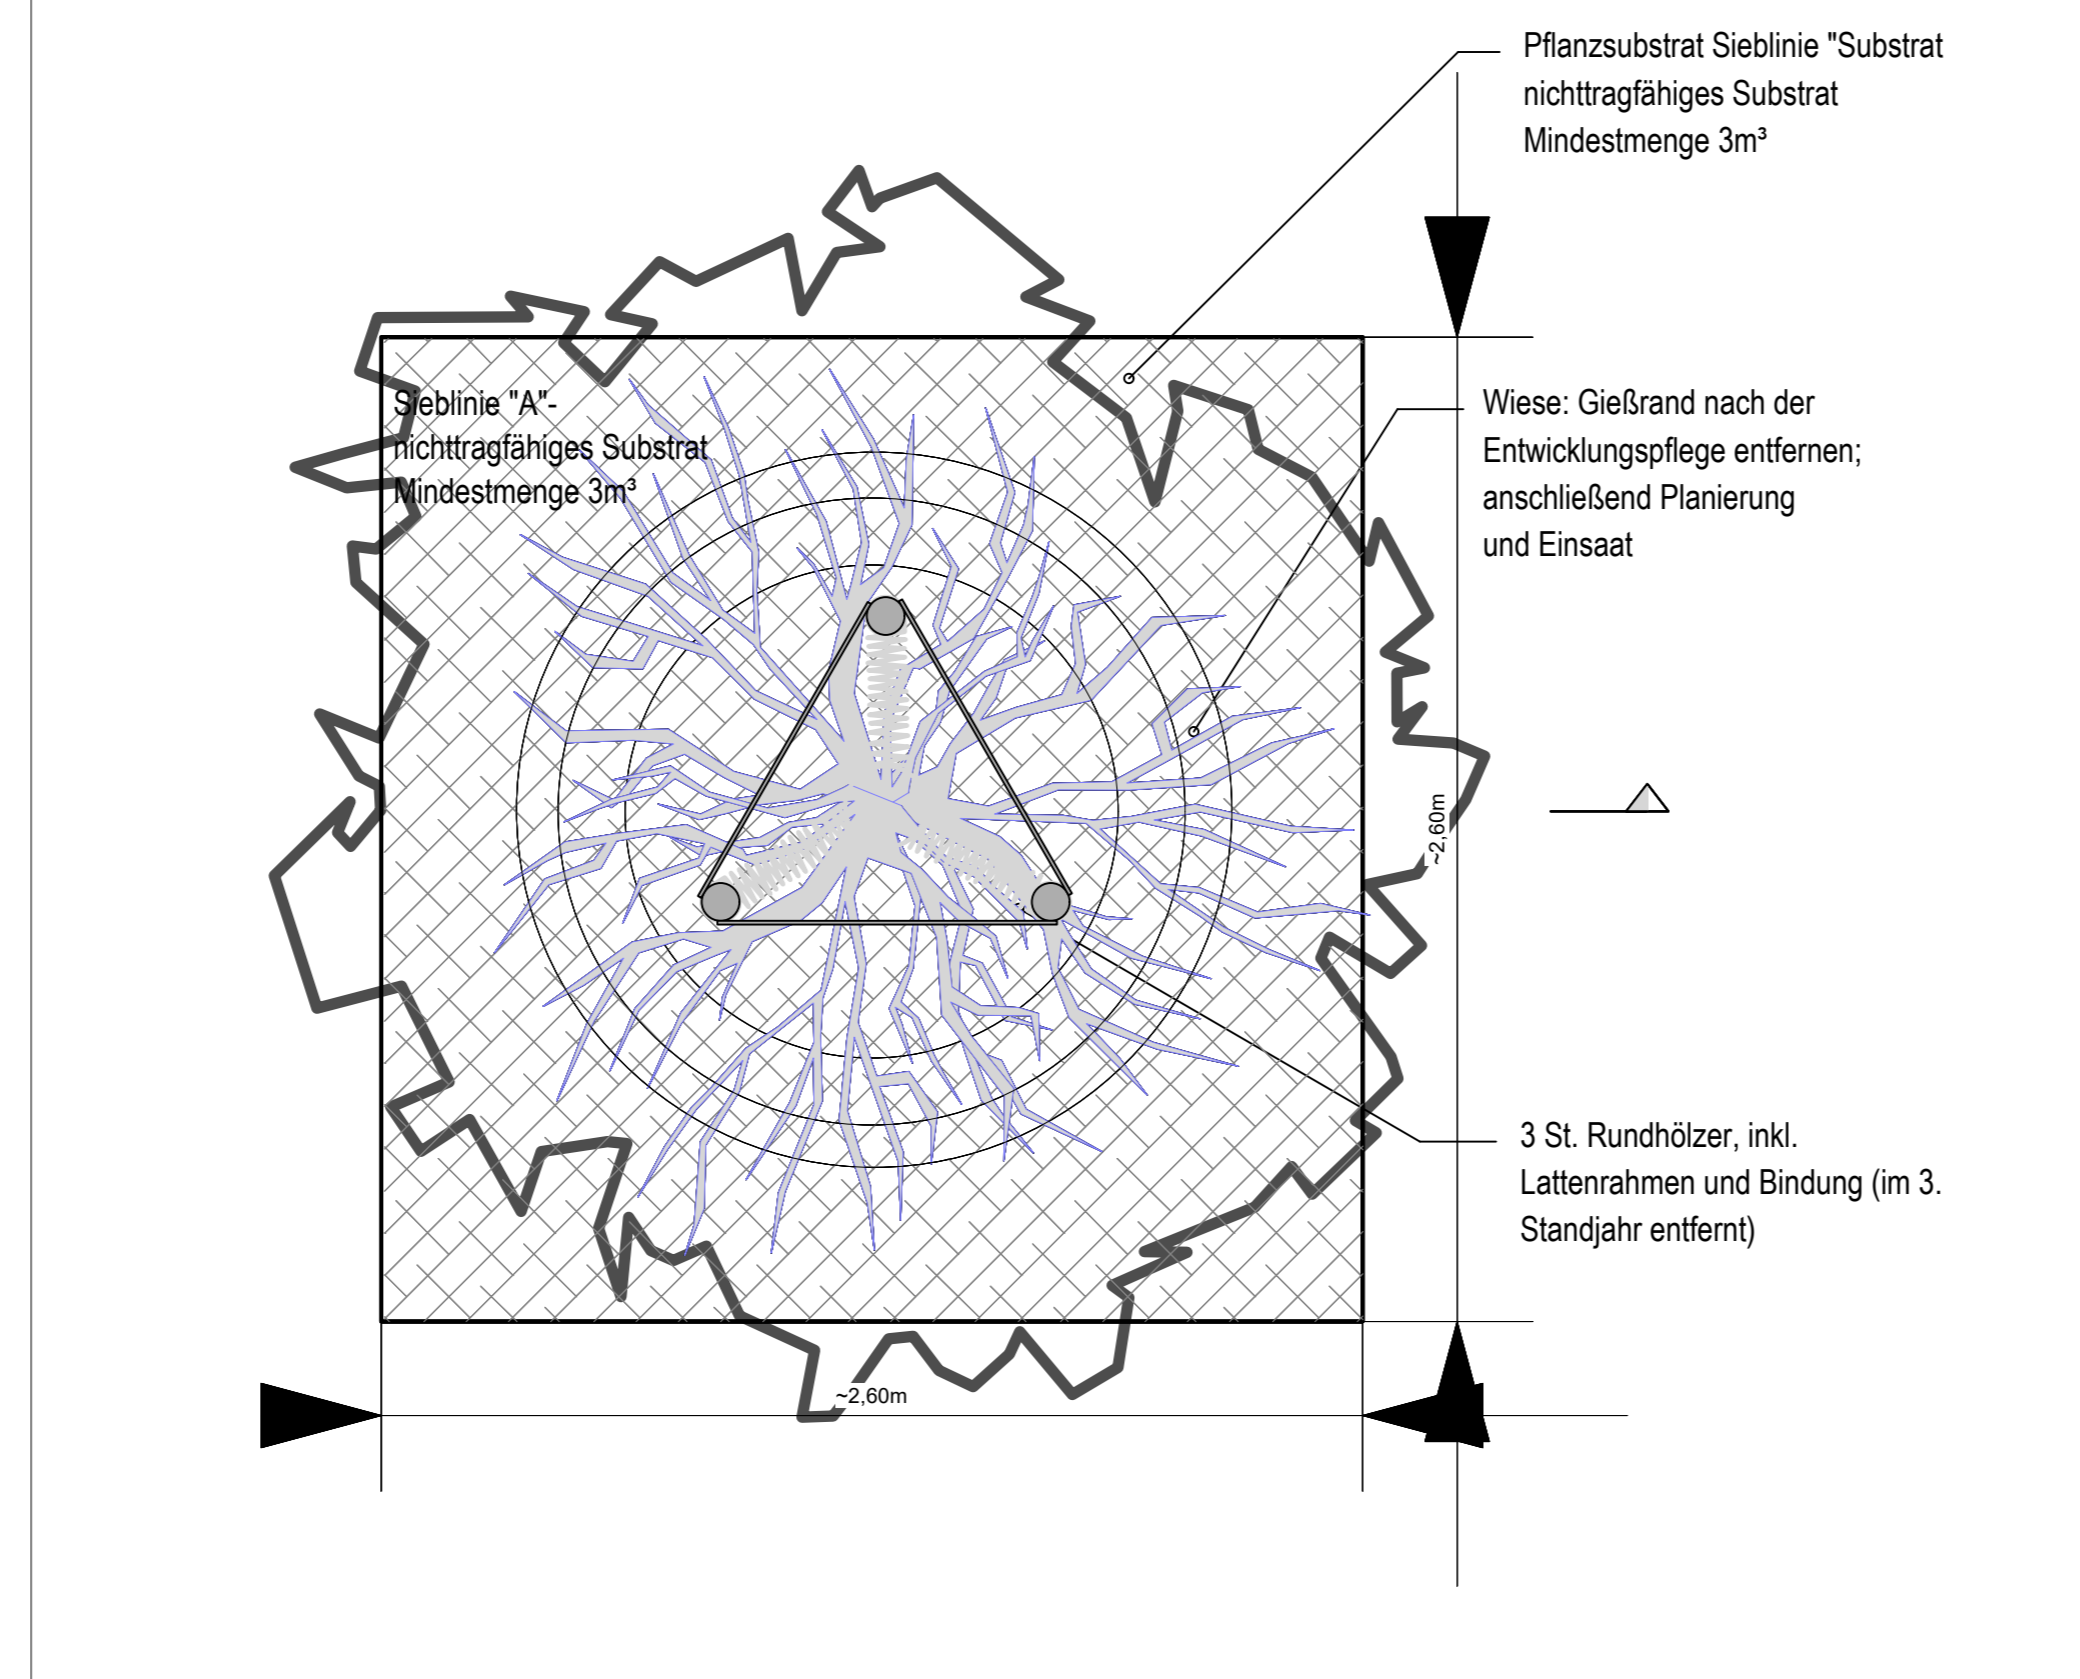 Pflanzsubstrat Sieblinie "Substrat
nichttragfähiges Substrat
Mindestmenge 3m³
Sieblinie "A"-
nichttragfähiges Substrat
Mindestmenge 3m³
Wiese: Gießrand nach der
Entwicklungspflege entfernen;
anschließend Planierung
und Einsaat
~2,60m
3 St. Rundhölzer, inkl.
Lattenrahmen und Bindung (im 3.
Standjahr entfernt)
~2,60m